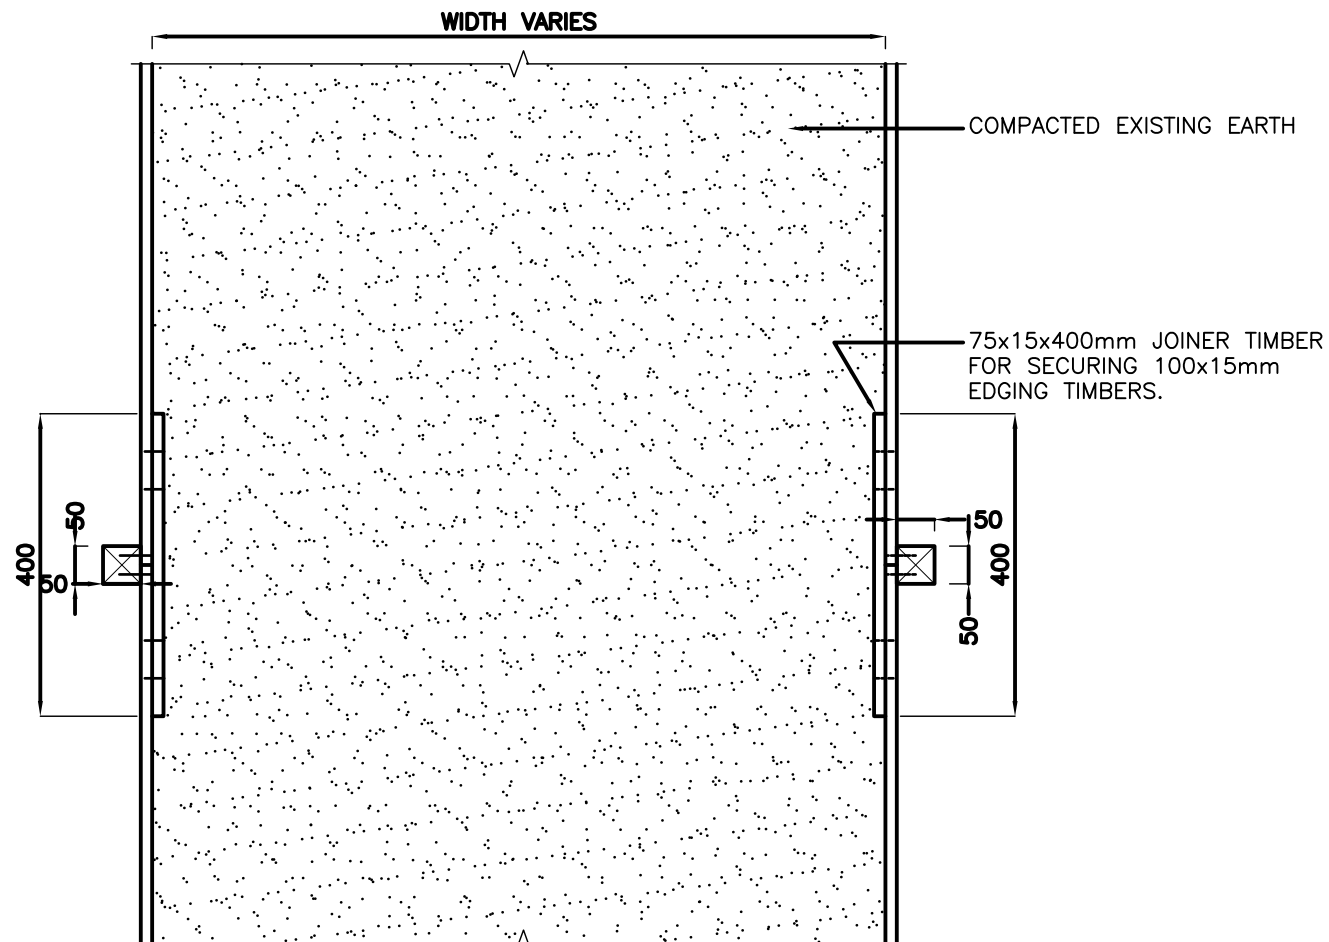 WIDTH VARIES
COMPACTED EXISTING EARTH
75x15x400mm JOINER TIMBER
FOR SECURING 100x15mm
EDGING TIMBERS.
50
400
50
50
400
50